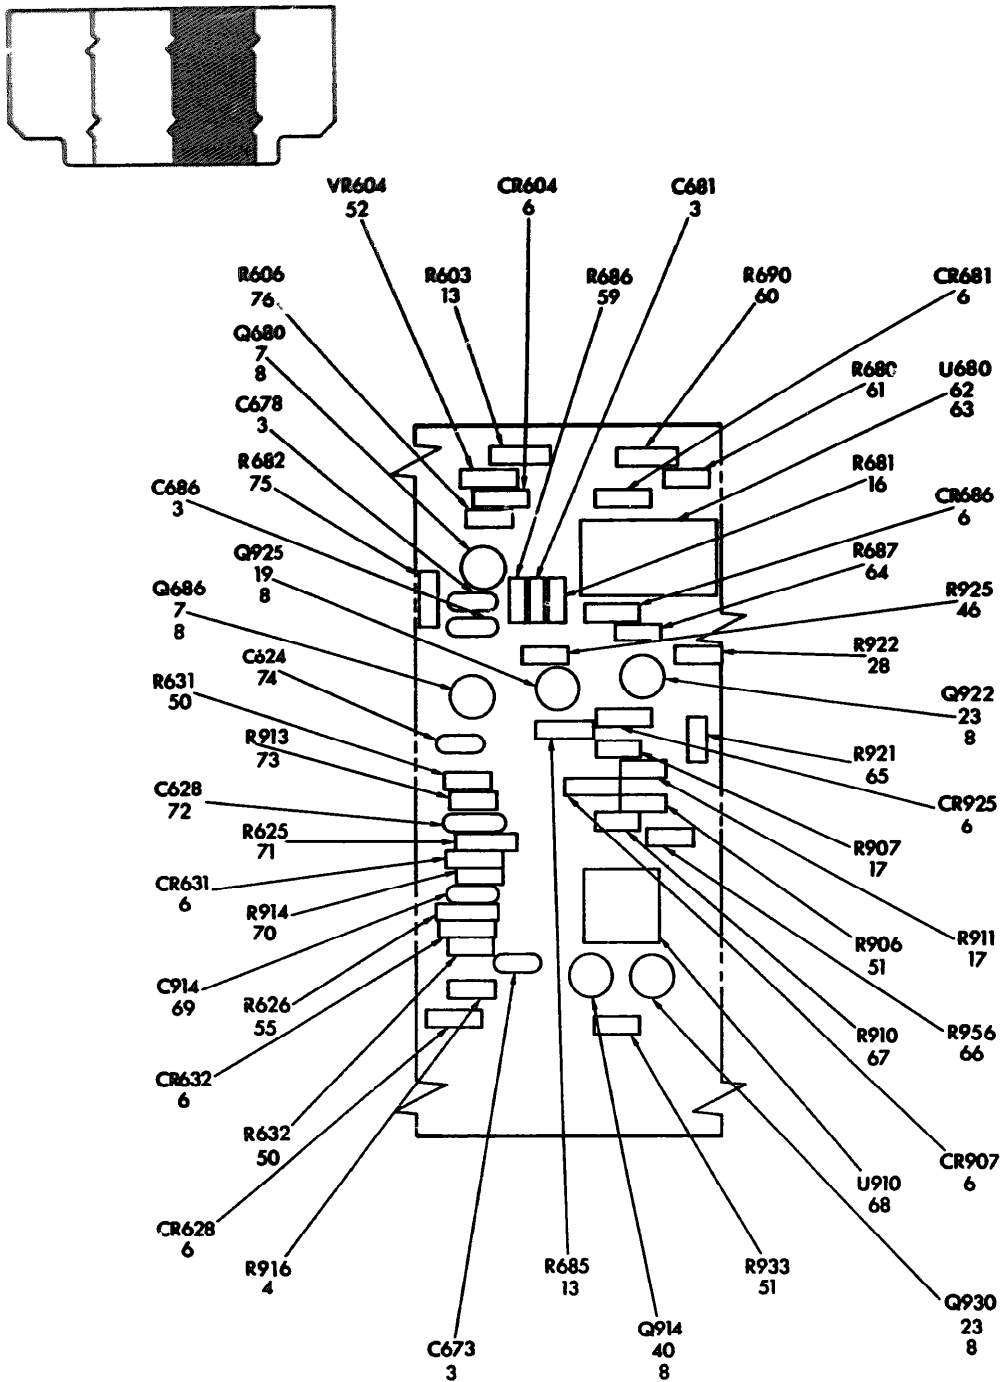 VR604
52
CR604
6
C681
3
R606
76
R603
13
R686
59
R690
60
CR681
6
Q680
7
8
R680
61
U680
62
63
C678
3
R682
75
R681
16
C686
3
CR686
6
Q925
19
8
R687
64
Q686
7
8
R925
46
C624
74
R922
28
R631
50
Q922
23
8
R913
73
R921
65
C628
72
CR925
6
R625
71
R907
17
CR631
6
R914
70
R906
51
R911
17
C914
69
R626
55
R910
67
R956
66
CR632
6
R632
50
CR907
6
U910
68
CR628
6
R916
4
R685
13
R933
51
Q930
23
8
Q914
40
8
C673
3